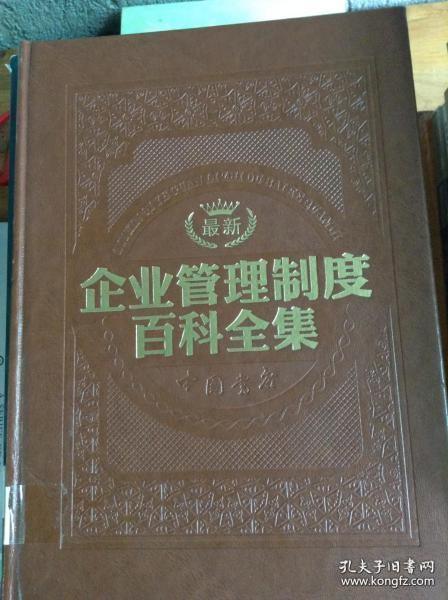 最新
企业管理制度
百科全集
中国书店
孔夫子旧书网
www.kongfz.com